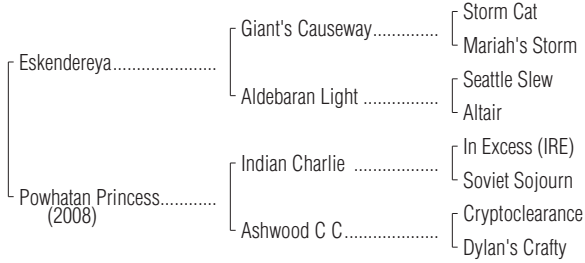 Storm Cat
Giant's Causeway................
Mariah's Storm
Eskendereya......................
Seattle Slew
Aldebaran Light ..................
Altair
In Excess (IRE)
Indian Charlie ....................
Soviet Sojourn
Powhatan Princess............
(2008)
Cryptoclearance
Ashwood C C......................
Dylan's Crafty